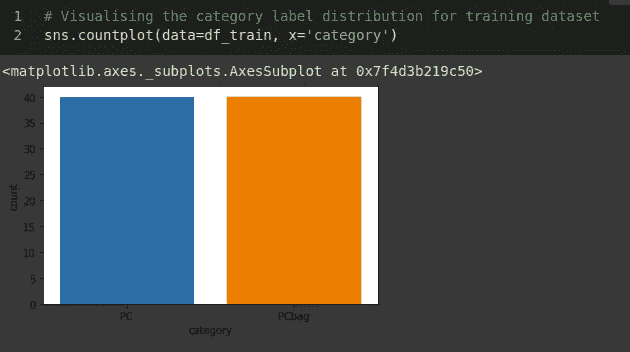 1 # Visualising the category label distribution for training dataset
2 sns.countplot(data=df_train, x='category')
<matplotlib.axes._subplots.AxesSubplot at 0x7f4d3b219c50>
40
35
30
25
20
15
10
5
0
count
PC PCbag
category